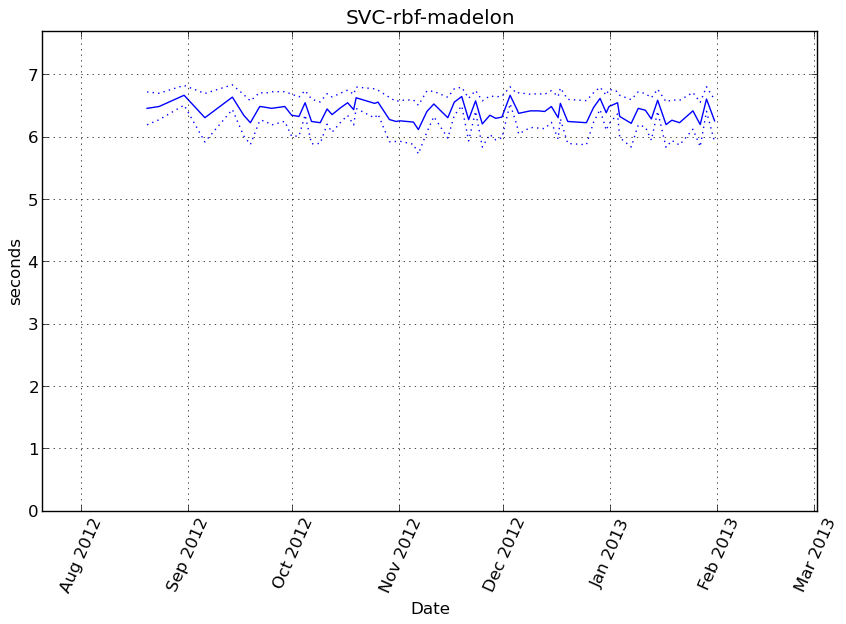 SVC-rbf-madelon
7
6
5
4
3
2
1
0
seconds
Aug 2012
Sep 2012
Oct 2012
Nov 2012
Dec 2012
Jan 2013
Feb 2013
Mar 2013
Date